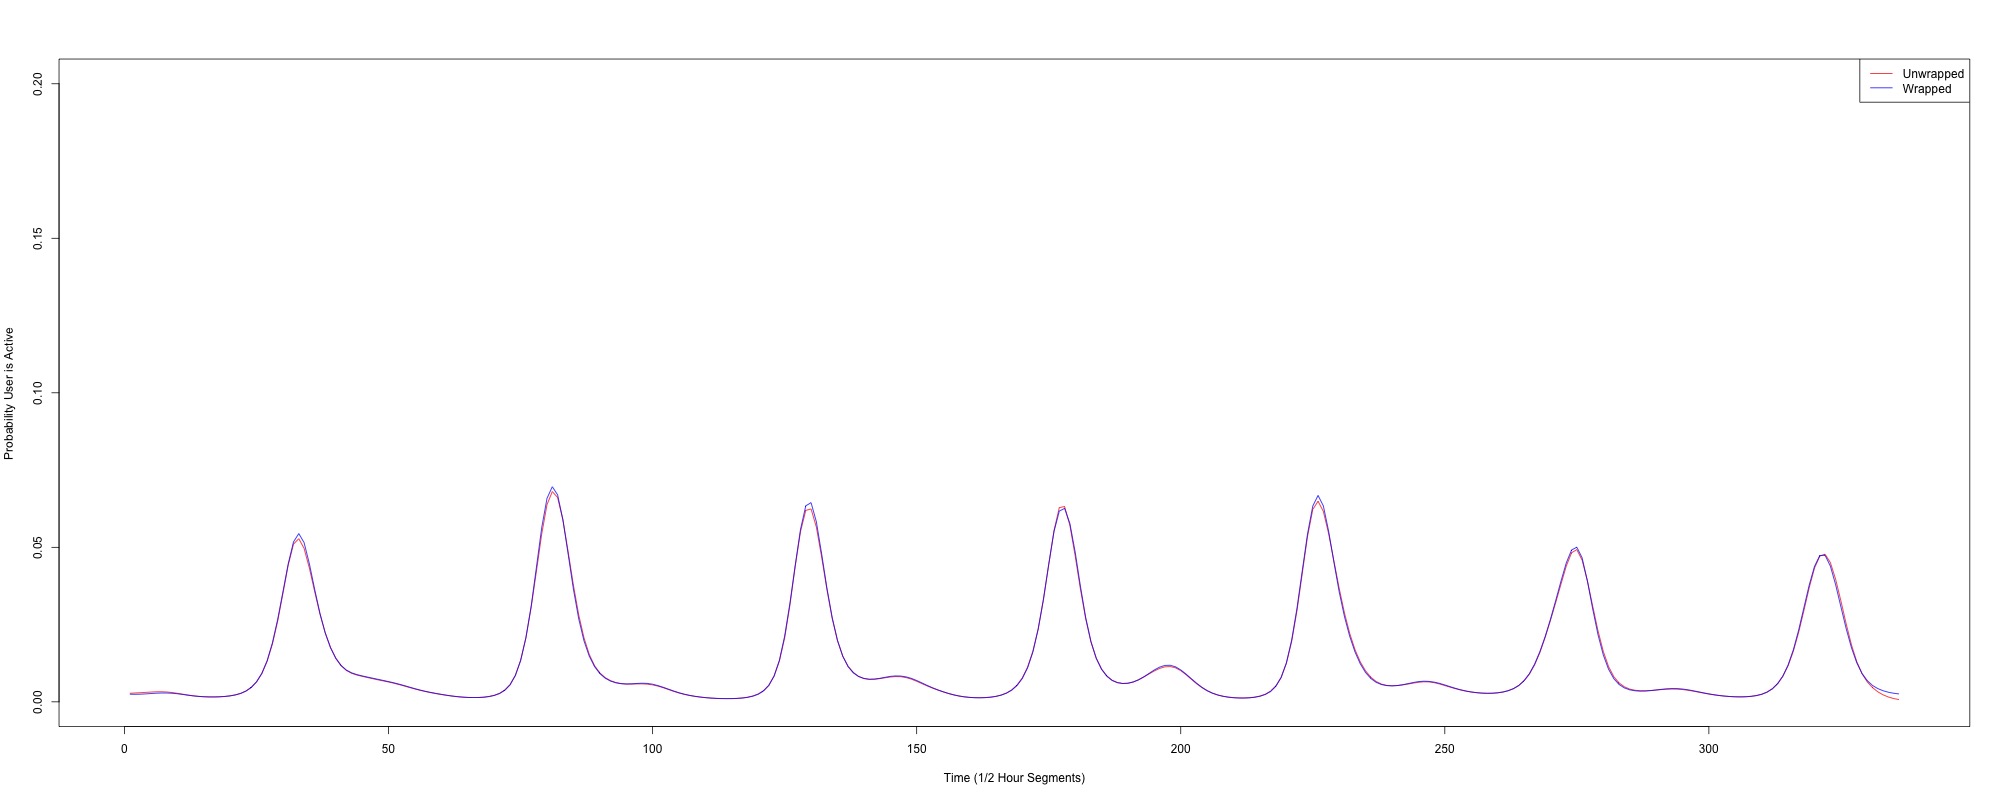 Unwrapped
Wrapped
0.20
0.15
0.10
0.05
0.00
Probability User is Active
0 50 100 150 200 250 300
Time (1/2 Hour Segments)